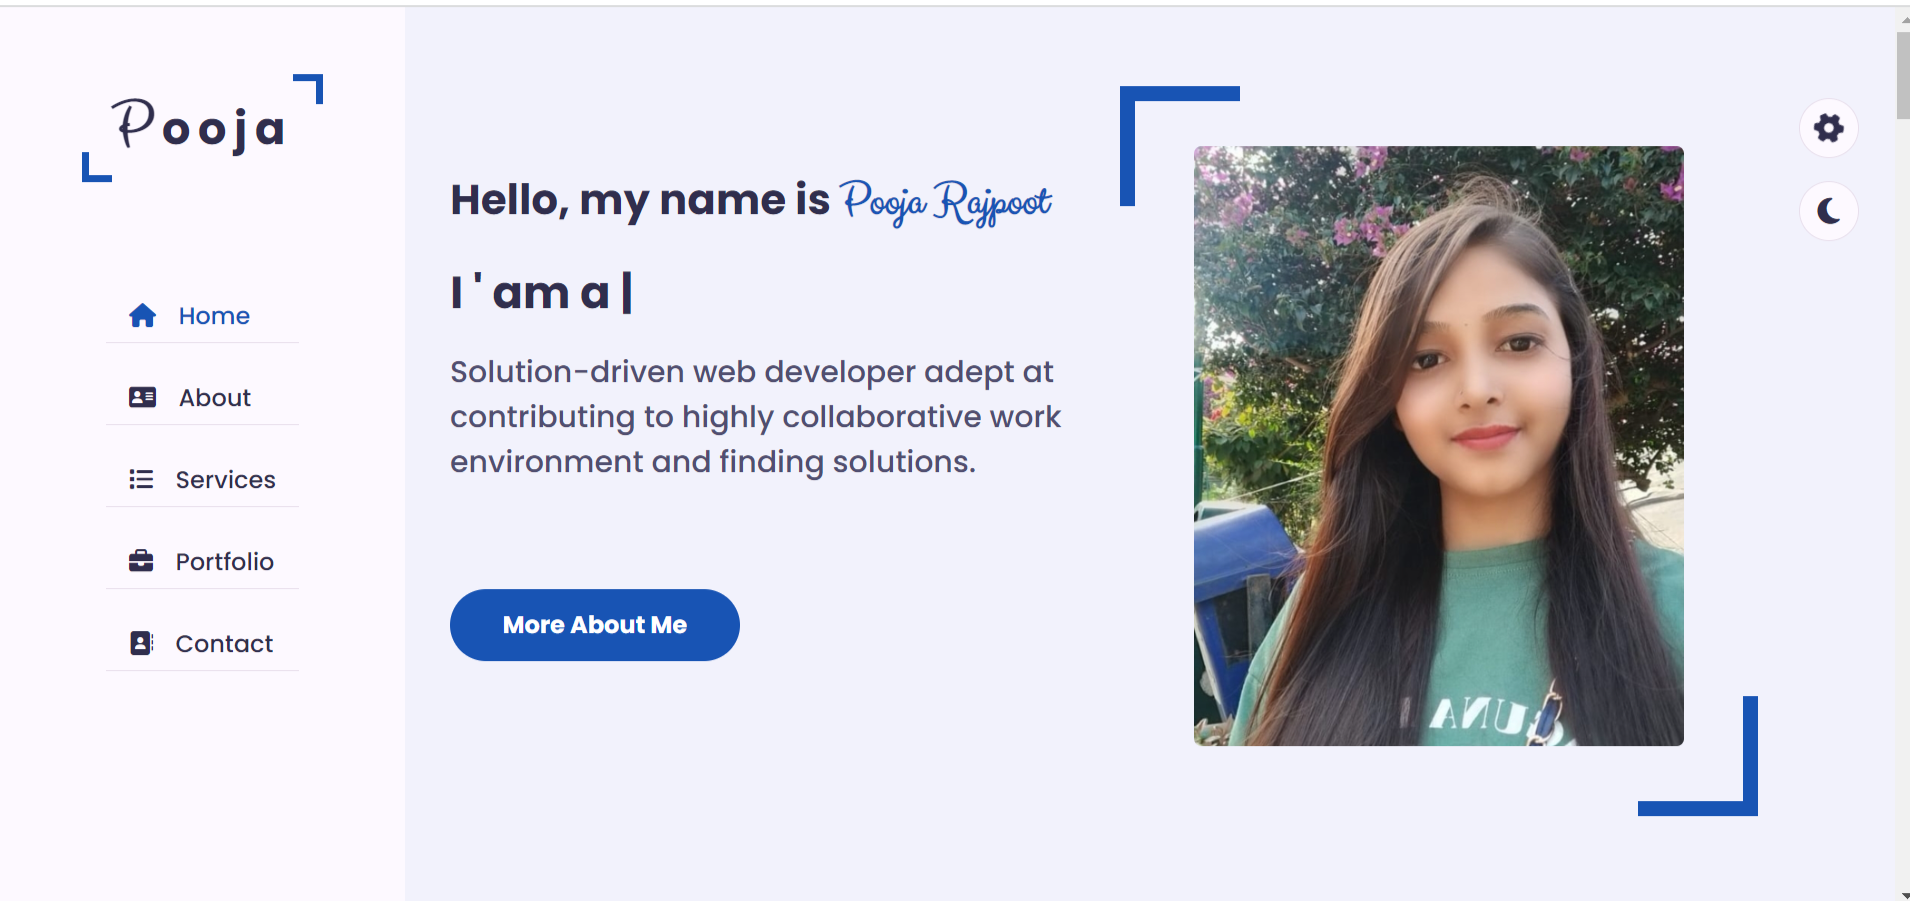 Pooja
Home
About
Services
Portfolio
Contact
Hello, my name is Pooja Rajpoot
I ' am a |
Solution-driven web developer adept at
contributing to highly collaborative work
environment and finding solutions.
More About Me